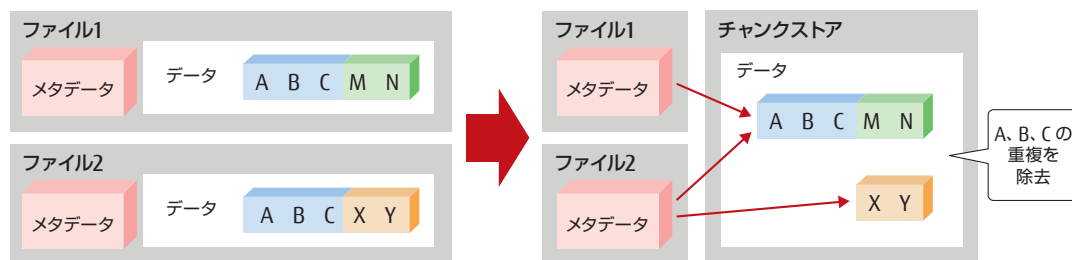 ファイル1
メタデータ
データ
A B C M N
ファイル2
メタデータ
データ
A B C X Y
ファイル1
メタデータ
ファイル2
メタデータ
チャンクストア
データ
A B C M N
X Y
A、B、Cの
重複を
除去